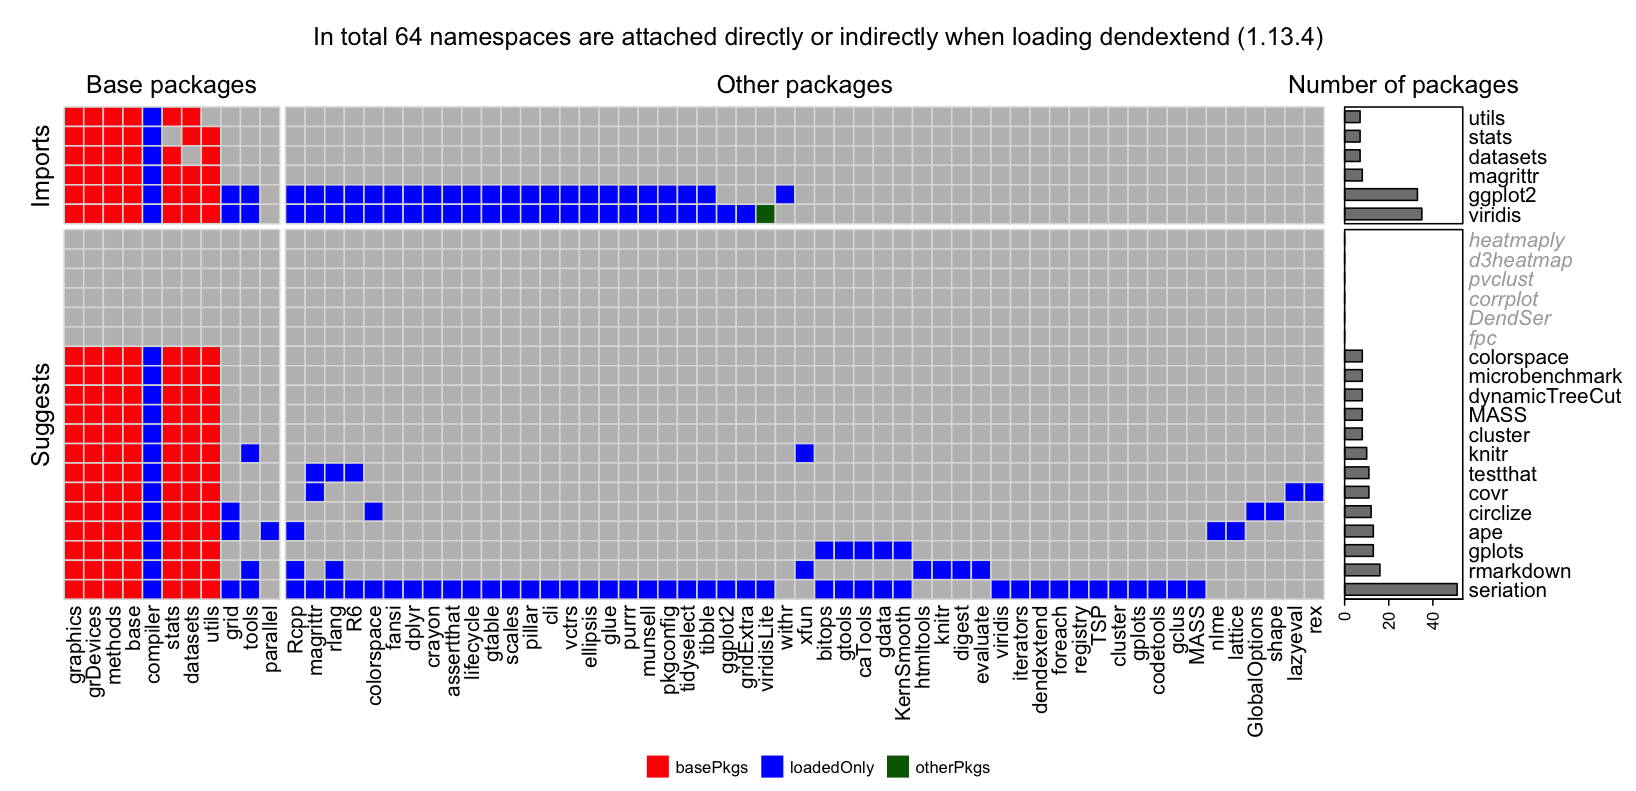 In total 64 namespaces are attached directly or indirectly when loading dendextend (1.13.4)
Base packages
Other packages
Number of packages
Imports
Suggests
utils
stats
datasets
magrittr
ggplot2
viridis
heatmaply
d3heatmap
pvclust
corrplot
DendSer
fpc
colorspace
microbenchmark
dynamicTreeCut
MASS
cluster
knitr
testthat
covr
circlize
ape
gplots
rmarkdown
seriation
graphics
grDevices
methods
base
compiler
stats
datasets
utils
grid
tools
parallel
Rcpp
magrittr
rlang
R6
colorspace
fansi
dplyr
crayon
assertthat
lifecycle
gtable
scales
pillar
cli
vctrs
ellipsis
glue
purrr
munsell
pkgconfig
tidyselect
tibble
ggplot2
gridExtra
viridisLite
withr
xfun
bitops
gtools
caTools
gdata
KernSmooth
htmltools
knitr
digest
evaluate
viridis
iterators
dendextend
foreach
registry
TSP
cluster
gplots
codetools
gclus
MASS
nlme
lattice
GlobalOptions
shape
lazyeval
rex
0
20
40
basePkgs
loadedOnly
otherPkgs